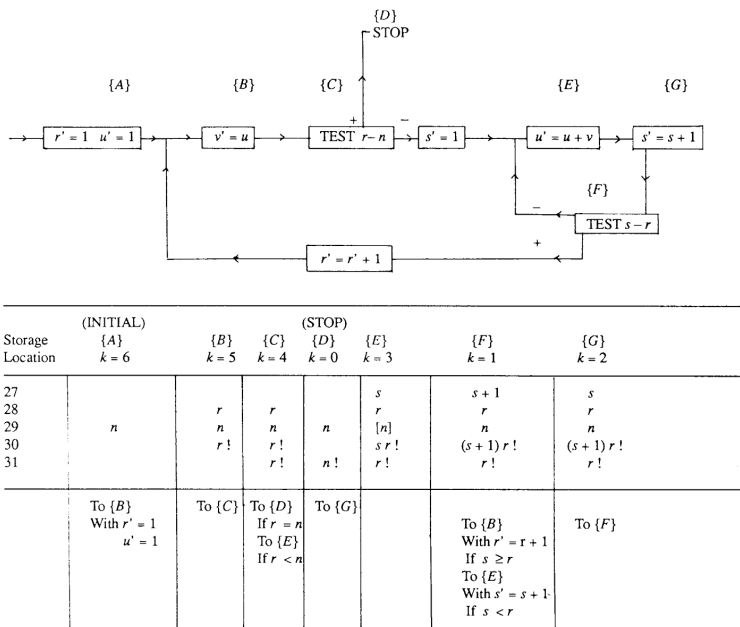 {D}
STOP
{A} {B} {C} {E} {G}
+ −
r' = 1 u' = 1 v' = u TEST r− n s' = 1 u' = u + v s' = s + 1
{F}
−
TEST s − r
+
r' = r' + 1
(INITIAL) (STOP)
Storage {A} {B} {C} {D} {E} {F} {G}
Location k = 6 k = 5 k = 4 k = 0 k = 3 k = 1 k = 2
27 s s + 1 s
28 r r r r r
29 n n n n [n] n n
30 r ! r ! s r ! (s + 1) r ! (s + 1) r !
31 r ! n ! r ! r ! r !
To {B} To {C} To {D} To {G}
With r' = 1 If r = n To {B} To {F}
u' = 1 To {E} With r' = r + 1
If r < n If s ≥ r
To {E}
With s' = s + 1
If s < r